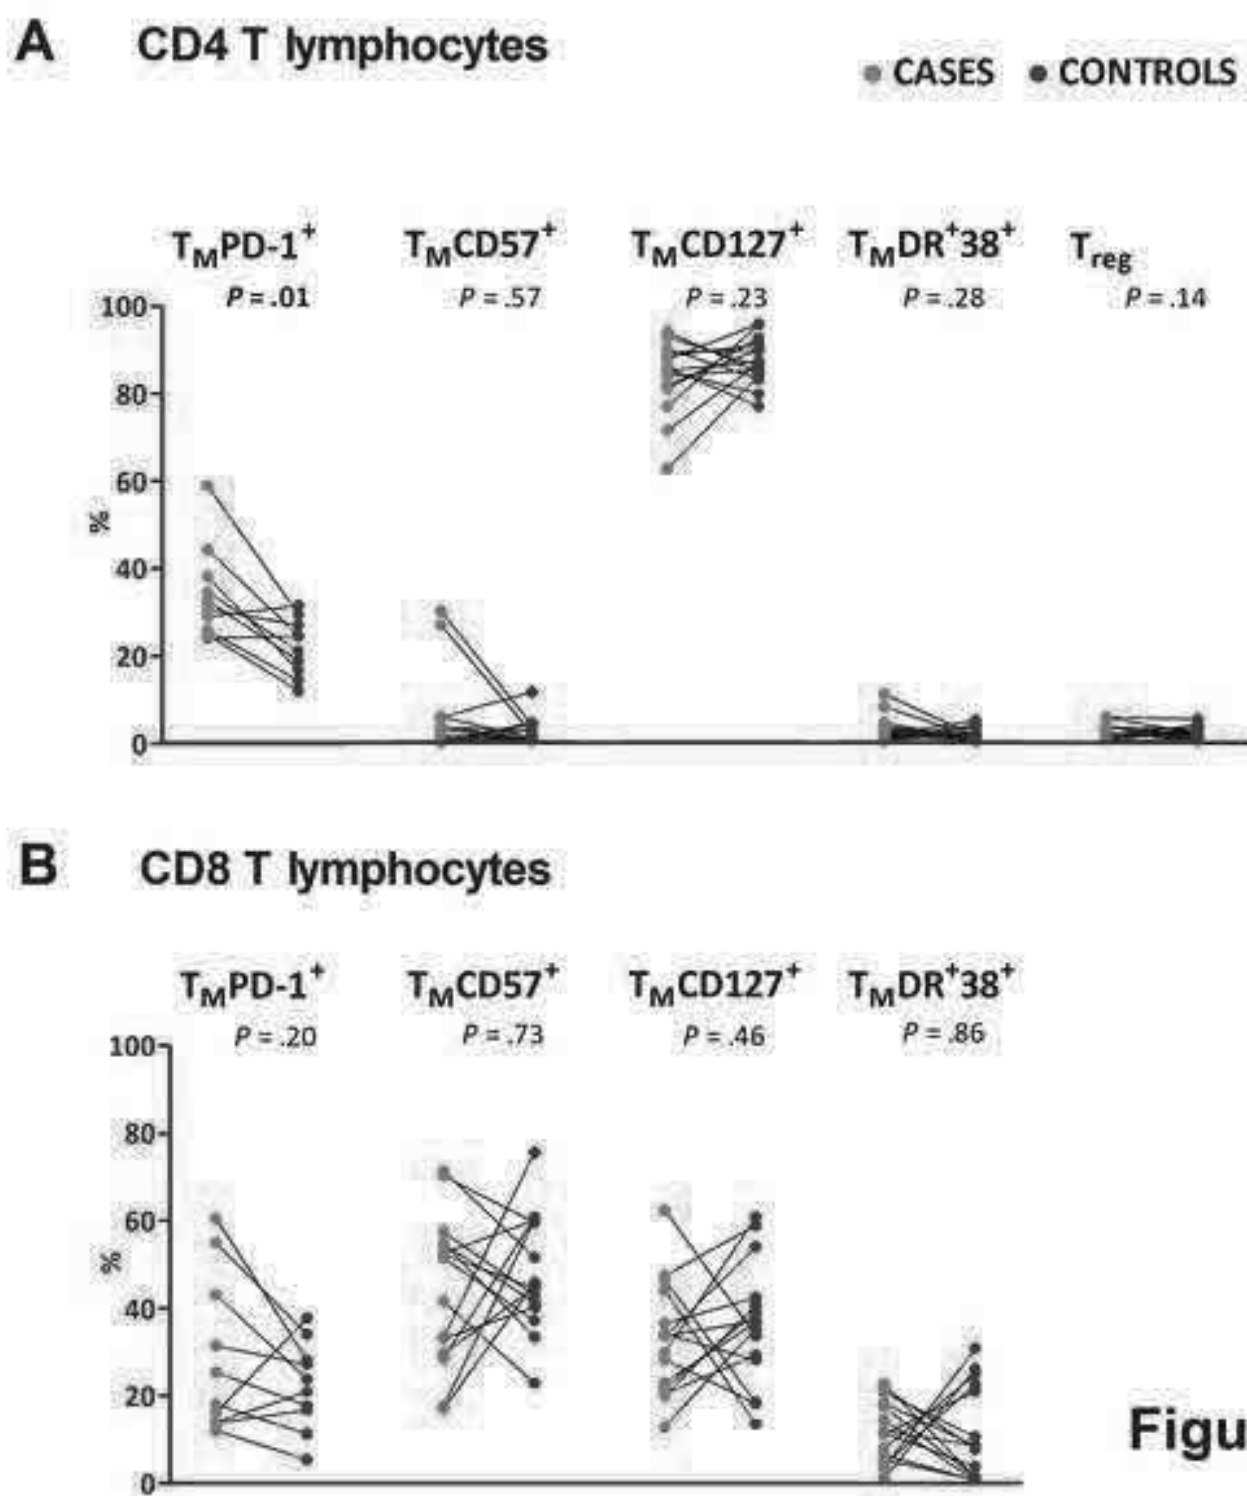 A CD4 T lymphocytes
CASES CONTROLS
TMPD-1+ TMCD57+ TMCD127+ TMDR+38+ Treg
P = .01 P = .57 P = .23 P = .28 P = .14
100
80
60
%
40
20
0
B CD8 T lymphocytes
TMPD-1+ TMCD57+ TMCD127+ TMDR+38+
P = .20 P = .73 P = .46 P = .86
100
80
60
%
40
20
0
Figu